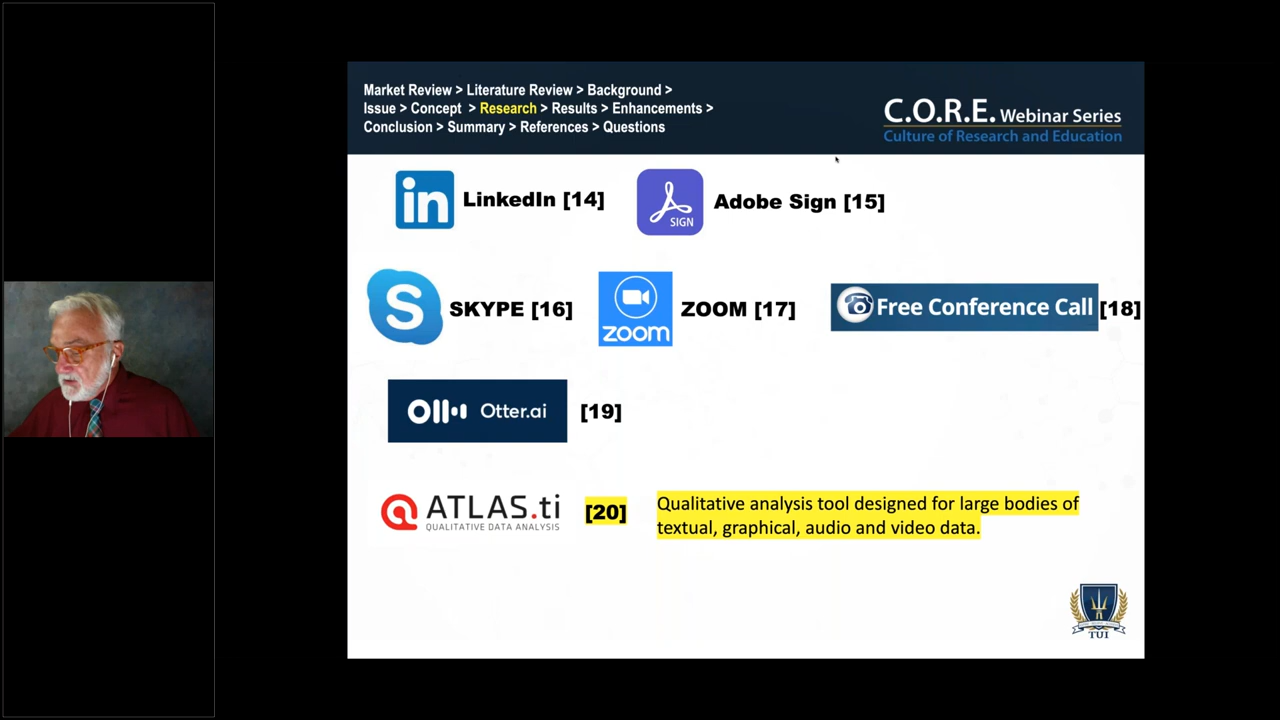 Market Review > Literature Review > Background >
Issue > Concept > Research > Results > Enhancements >
Conclusion > Summary > References > Questions
C.O.R.E. Webinar Series
Culture of Research and Education
in LinkedIn [14]
SIGN Adobe Sign [15]
S SKYPE [16]
zoom ZOOM [17]
Free Conference Call [18]
Otter.ai [19]
ATLAS.ti [20]
QUALITATIVE DATA ANALYSIS
Qualitative analysis tool designed for large bodies of
textual, graphical, audio and video data.
TUI